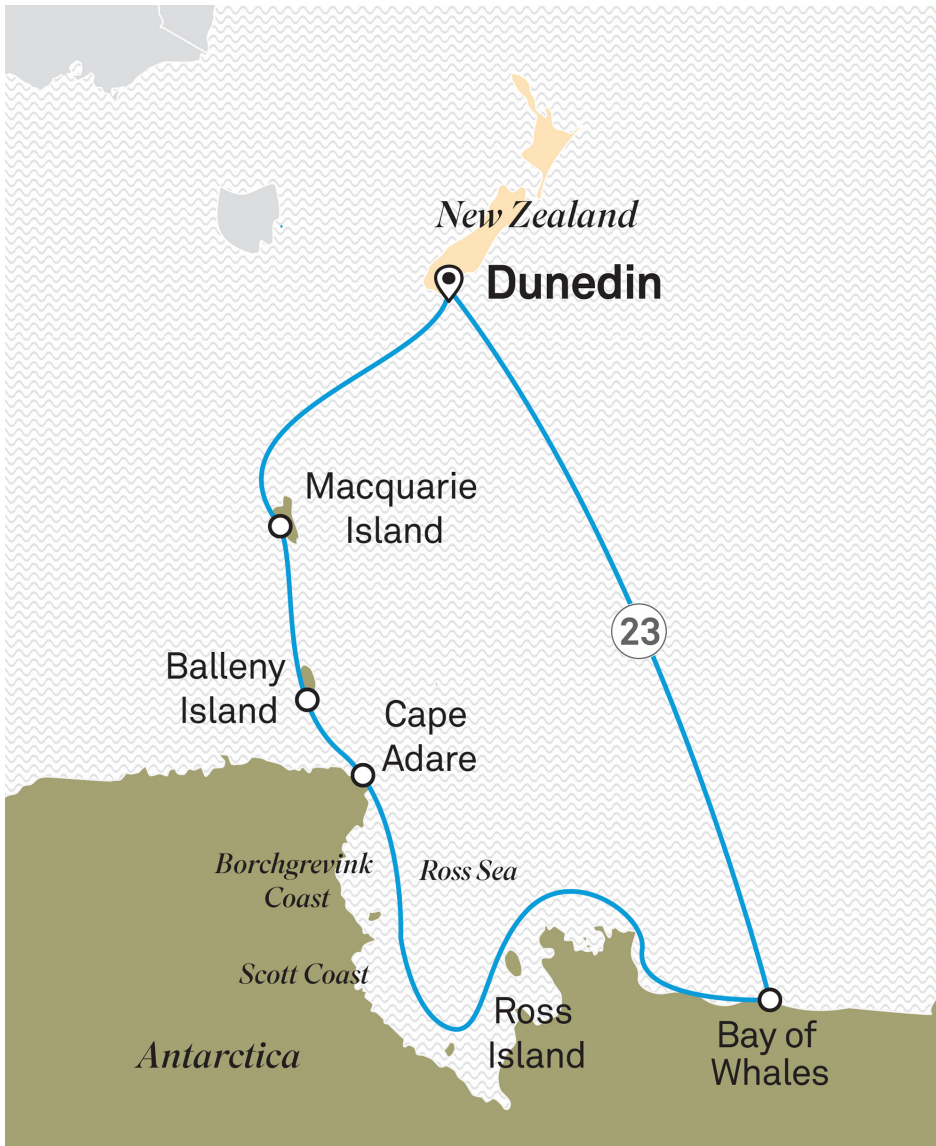 New Zealand
Dunedin
Macquarie
Island
23
Balleny
Island
Cape
Adare
Borchgrevink
Coast
Ross Sea
Scott Coast
Ross
Island
Antarctica
Bay of
Whales